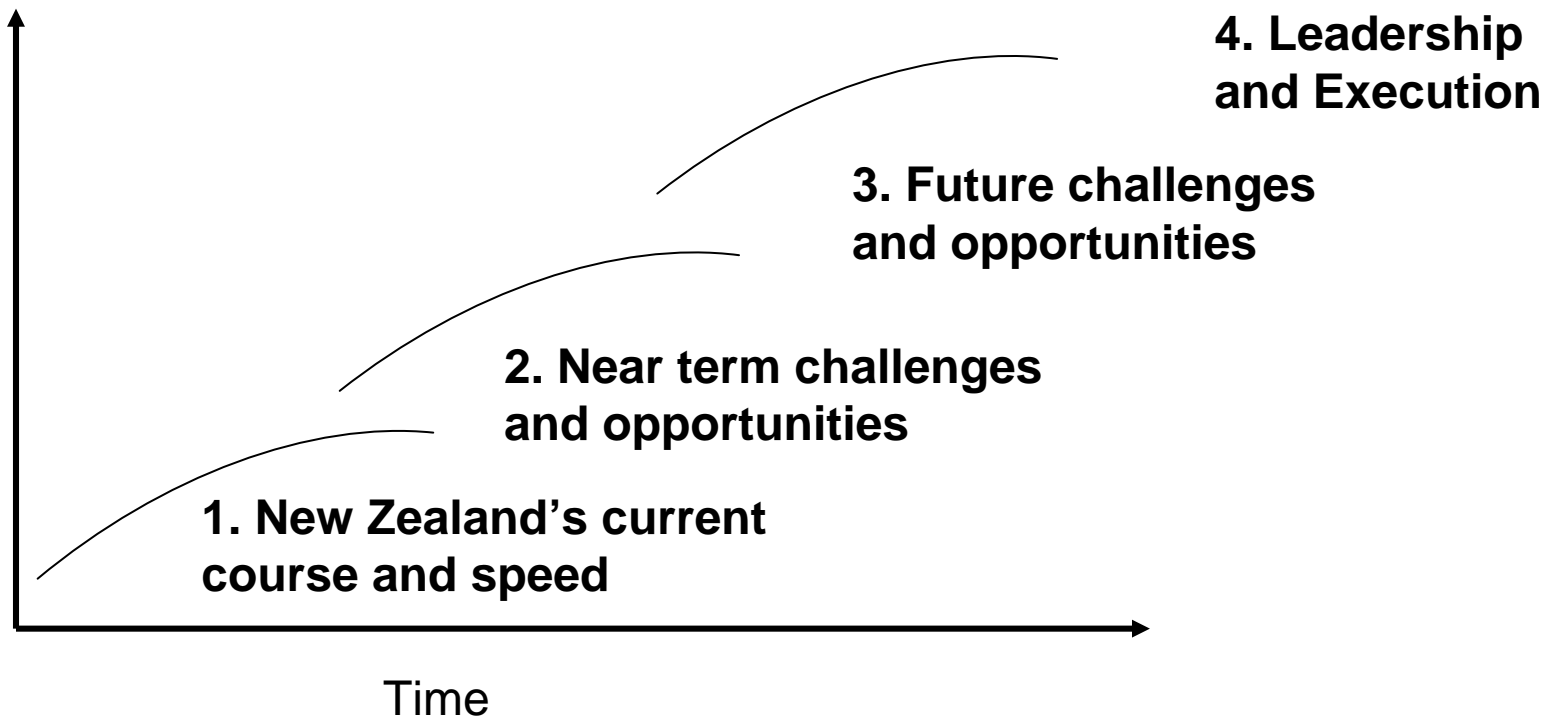 4. Leadership
and Execution
3. Future challenges
and opportunities
2. Near term challenges
and opportunities
1. New Zealand’s current
course and speed
Time